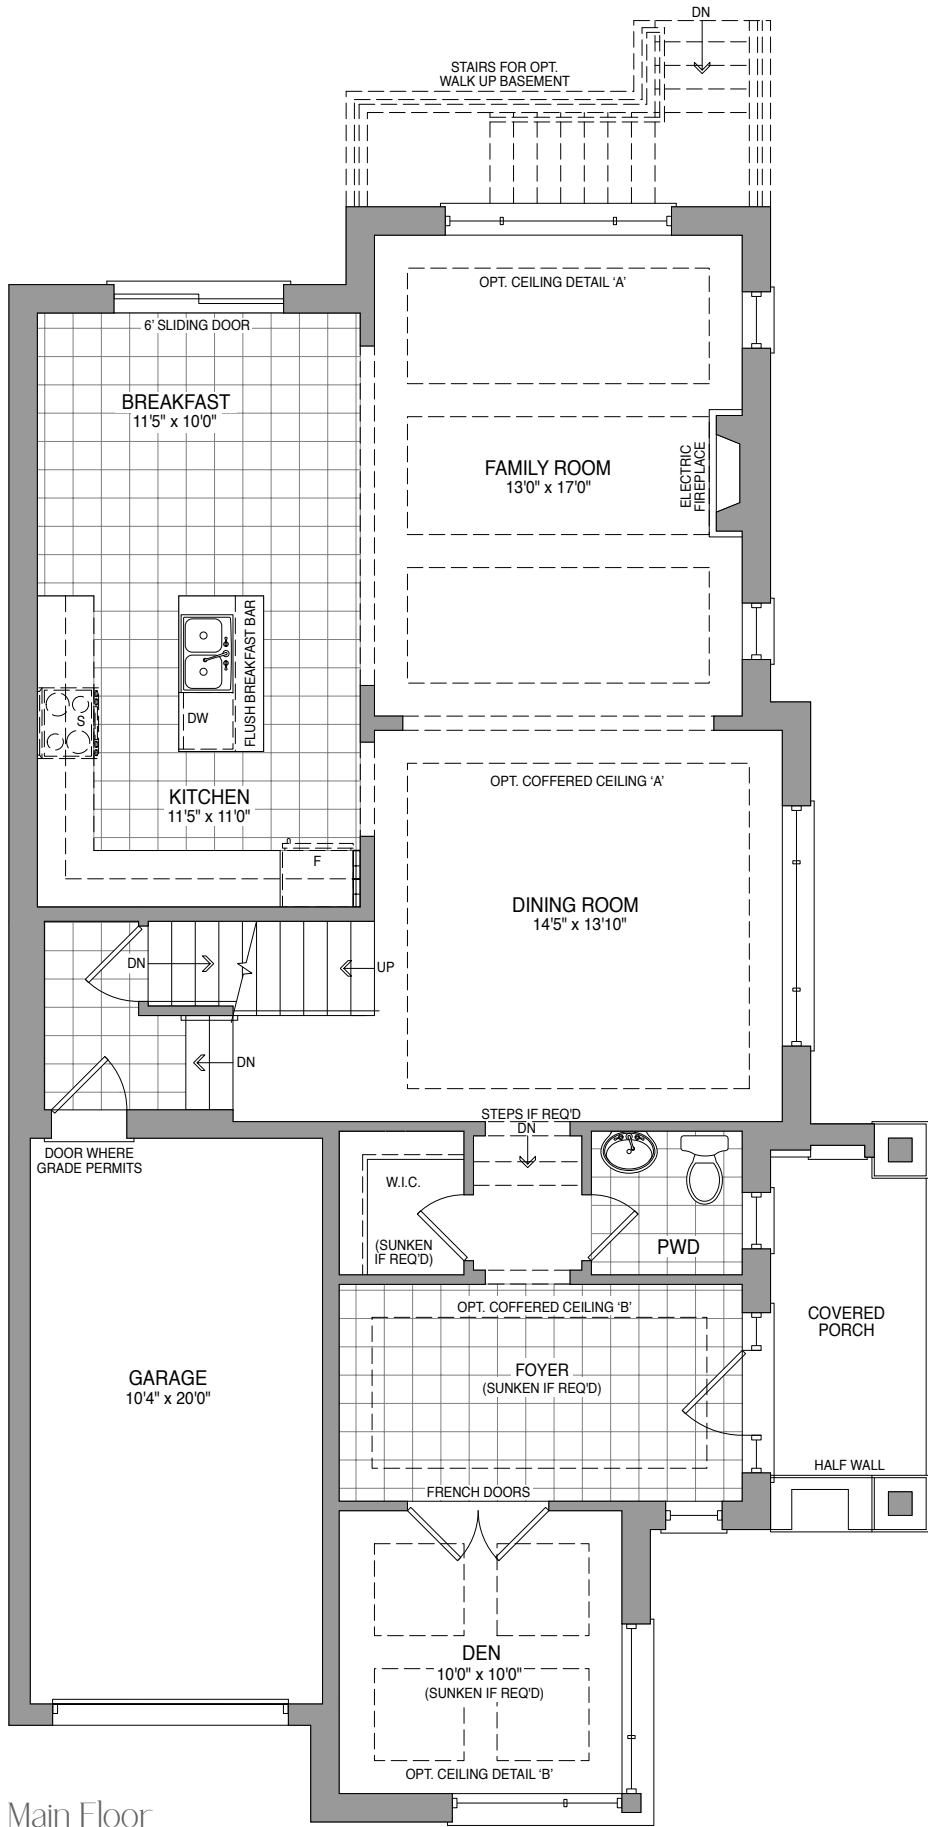 DN
STAIRS FOR OPT.
WALK UP BASEMENT
OPT. CEILING DETAIL ‘A’
6' SLIDING DOOR
BREAKFAST
11'5" x 10'0"
FAMILY ROOM
13'0" x 17'0"
ELECTRIC
FIREPLACE
FLUSH BREAKFAST BAR
S
DW
OPT. COFFERED CEILING ‘A’
KITCHEN
11'5" x 11'0"
F
DINING ROOM
14'5" x 13'10"
DN
UP
DN
STEPS IF REQ'D
DN
DOOR WHERE
GRADE PERMITS
W.I.C.
(SUNKEN
IF REQ'D)
PWD
OPT. COFFERED CEILING ‘B’
COVERED
PORCH
FOYER
(SUNKEN IF REQ'D)
GARAGE
10'4" x 20'0"
HALF WALL
FRENCH DOORS
DEN
10'0" x 10'0"
(SUNKEN IF REQ'D)
OPT. CEILING DETAIL ‘B’
Main Floor